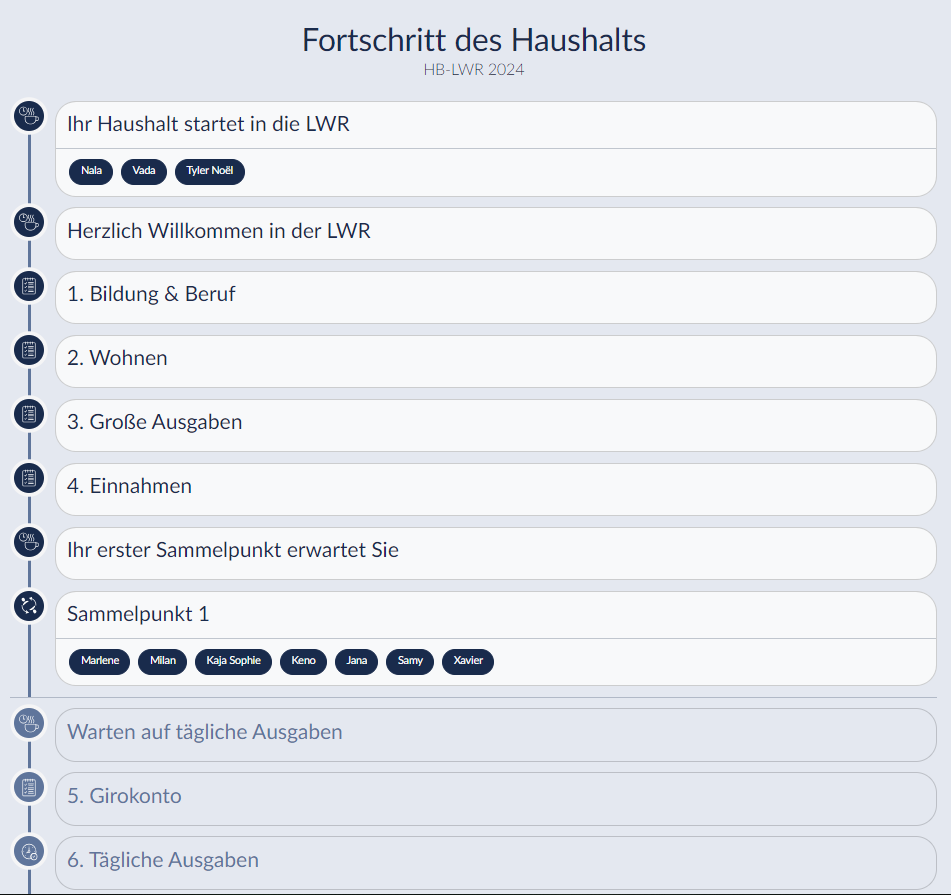 Fortschritt des Haushalts
HB-LWR 2024
Ihr Haushalt startet in die LWR
Nala Vada Tyler Noël
Herzlich Willkommen in der LWR
1. Bildung & Beruf
2. Wohnen
3. Große Ausgaben
4. Einnahmen
Ihr erster Sammelpunkt erwartet Sie
Sammelpunkt 1
Marlene Milan Kaja Sophie Keno Jana Samy Xavier
Warten auf tägliche Ausgaben
5. Girokonto
6. Tägliche Ausgaben